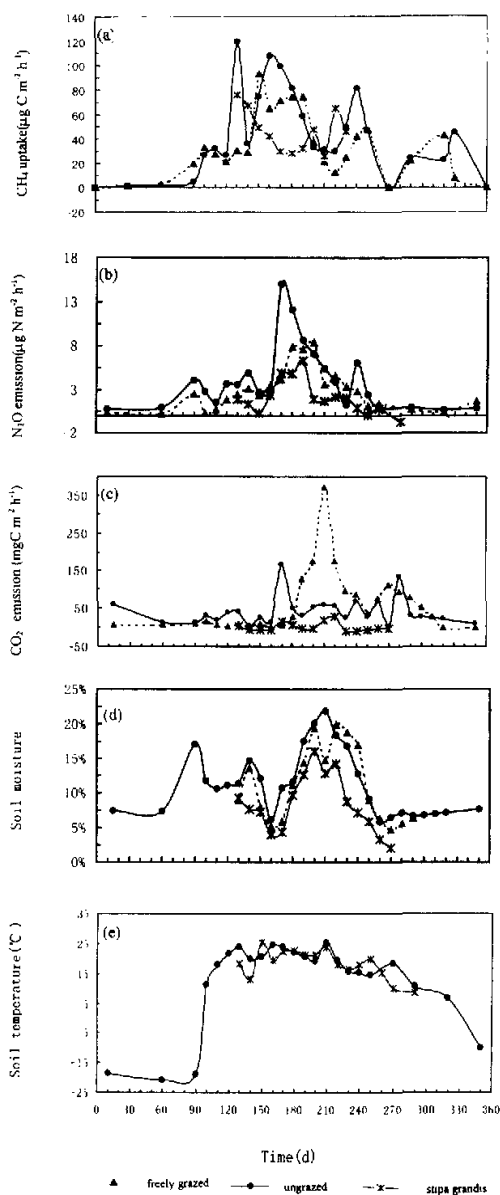 140
120
(a)
100
80
60
40
20
0
-20
CH₄ uptake(μg C m⁻² h⁻¹)
18
(b)
13
8
3
-2
N₂O emission(μg N m⁻² h⁻¹)
(c)
350
250
150
50
-50
CO₂ emission (mgC m⁻² h⁻¹)
25%
(d)
20%
15%
10%
5%
0%
Soil moisture
(e)
25
15
5
-5
-15
-25
Soil temperature(℃)
0 30 60 90 120 150 180 210 240 270 300 330 360
Time(d)
freely grazed ungrazed stipa grandis